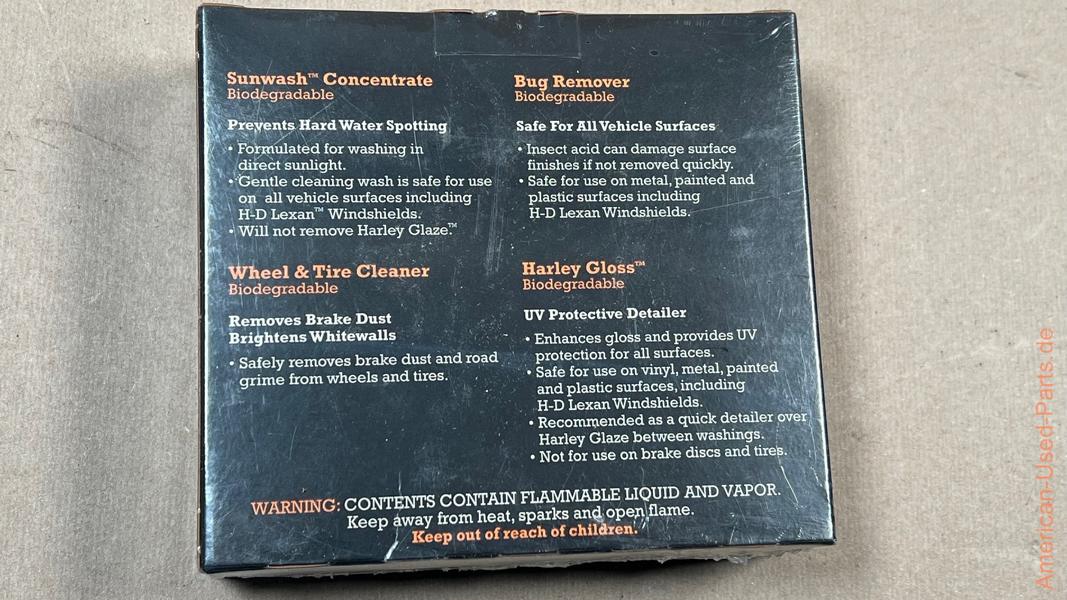 Sunwash™ Concentrate
Biodegradable
Prevents Hard Water Spotting
• Formulated for washing in
direct sunlight.
• Gentle cleaning wash is safe for use
on all vehicle surfaces including
H-D Lexan™ Windshields.
• Will not remove Harley Glaze.™
Bug Remover
Biodegradable
Safe For All Vehicle Surfaces
• Insect acid can damage surface
finishes if not removed quickly.
• Safe for use on metal, painted and
plastic surfaces including
H-D Lexan Windshields.
Wheel & Tire Cleaner
Biodegradable
Removes Brake Dust
Brightens Whitewalls
• Safely removes brake dust and road
grime from wheels and tires.
Harley Gloss™
Biodegradable
UV Protective Detailer
• Enhances gloss and provides UV
protection for all surfaces.
• Safe for use on vinyl, metal, painted
and plastic surfaces, including
H-D Lexan Windshields.
• Recommended as a quick detailer over
Harley Glaze between washings.
• Not for use on brake discs and tires.
WARNING: CONTENTS CONTAIN FLAMMABLE LIQUID AND VAPOR.
Keep away from heat, sparks and open flame.
Keep out of reach of children.
American-Used-Parts.de